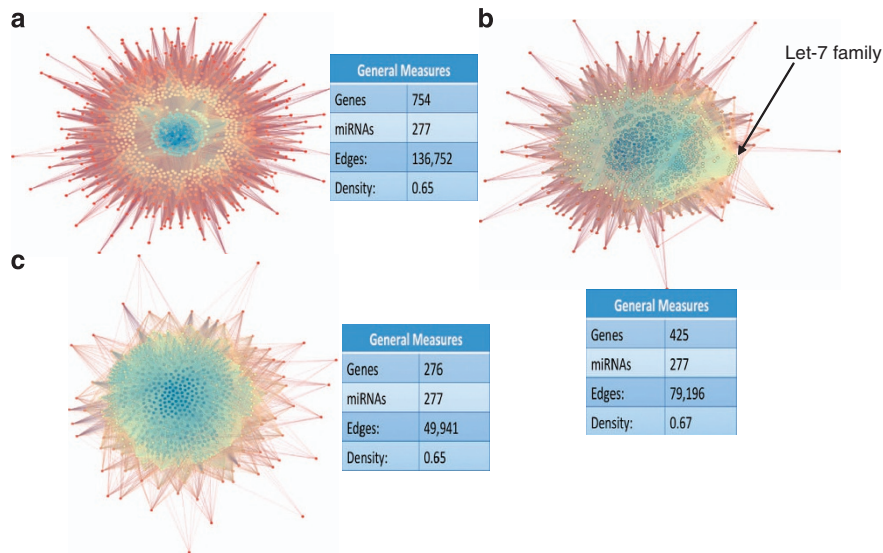 a
General Measures
Genes 754
miRNAs 277
Edges: 136,752
Density: 0.65
b
Let-7 family
General Measures
Genes 425
miRNAs 277
Edges: 79,196
Density: 0.67
c
General Measures
Genes 276
miRNAs 277
Edges: 49,941
Density: 0.65